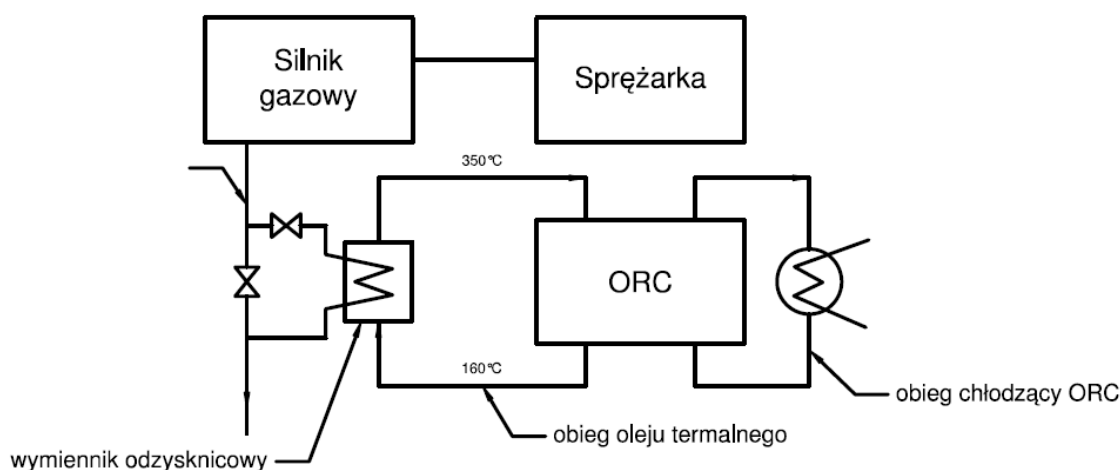 Silnik
gazowy
Sprężarka
350°C
ORC
160°C
obieg chłodzący ORC
obieg oleju termalnego
wymiennik odzysknicowy